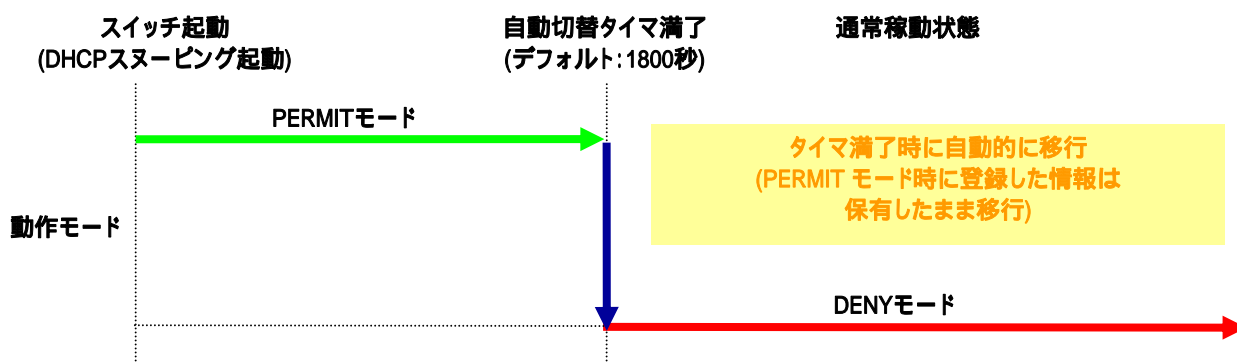 スイッチ起動
(DHCPスヌーピング起動)
自動切替タイマ満了
(デフォルト:1800秒)
通常稼動状態
PERMITモード
タイマ満了時に自動的に移行
(PERMIT モード時に登録した情報は
保有したまま移行)
動作モード
DENYモード